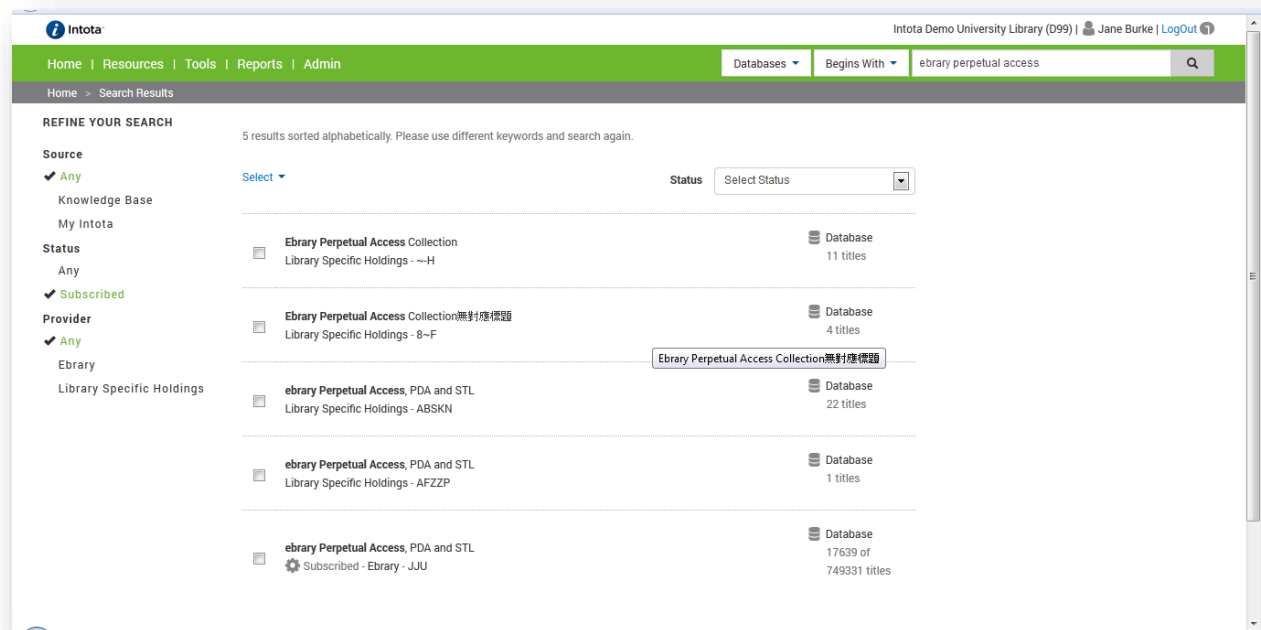 Intota™
Intota Demo University Library (D99) | Jane Burke | LogOut
Home | Resources | Tools | Reports | Admin
Databases
Begins With
ebrary perpetual access
Home > Search Results
REFINE YOUR SEARCH
Source
Any
Knowledge Base
My Intota
Status
Any
Subscribed
Provider
Any
Ebrary
Library Specific Holdings
5 results sorted alphabetically. Please use different keywords and search again.
Select
Status
Select Status
Ebrary Perpetual Access Collection
Library Specific Holdings - ~-H
Database
11 titles
Ebrary Perpetual Access Collection無對應標題
Library Specific Holdings - 8~F
Database
4 titles
Ebrary Perpetual Access Collection無對應標題
ebrary Perpetual Access, PDA and STL
Library Specific Holdings - ABSKN
Database
22 titles
ebrary Perpetual Access, PDA and STL
Library Specific Holdings - AFZZP
Database
1 titles
ebrary Perpetual Access, PDA and STL
Subscribed - Ebrary - JJU
Database
17639 of
749331 titles